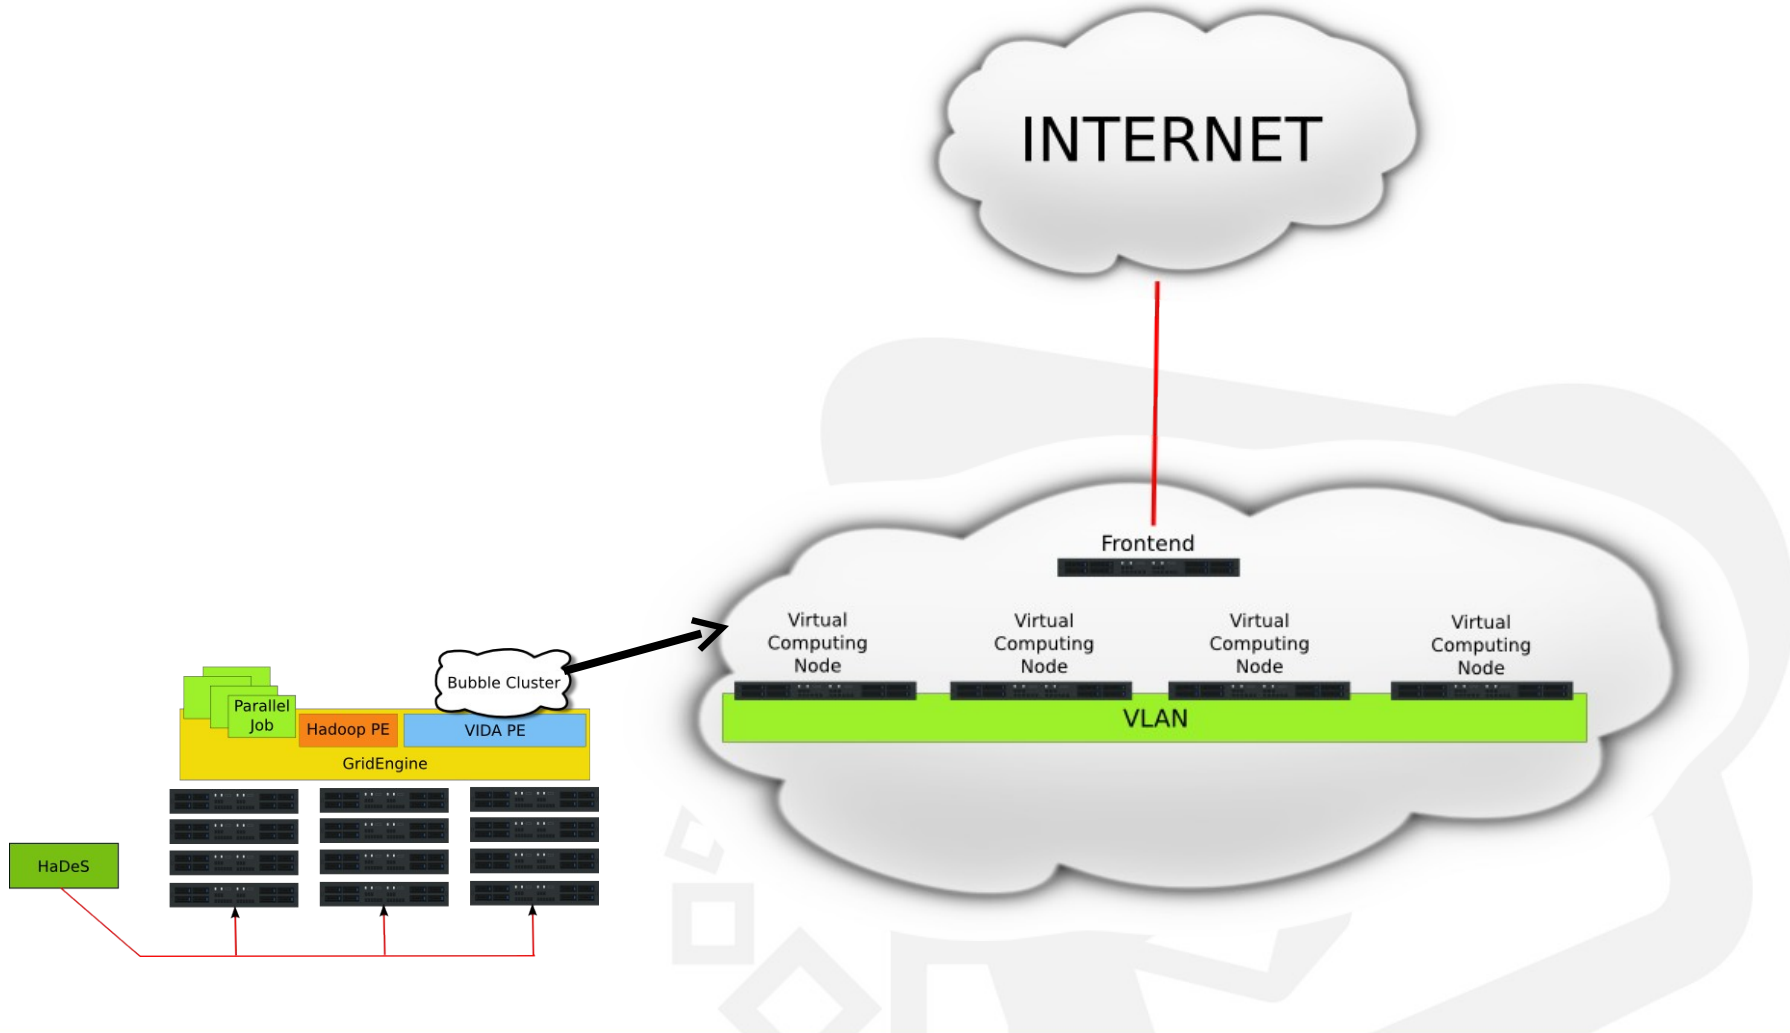 INTERNET
Frontend
Virtual
Computing
Node
Virtual
Computing
Node
Virtual
Computing
Node
Virtual
Computing
Node
VLAN
Bubble Cluster
Parallel
Job
Hadoop PE
VIDA PE
GridEngine
HaDeS